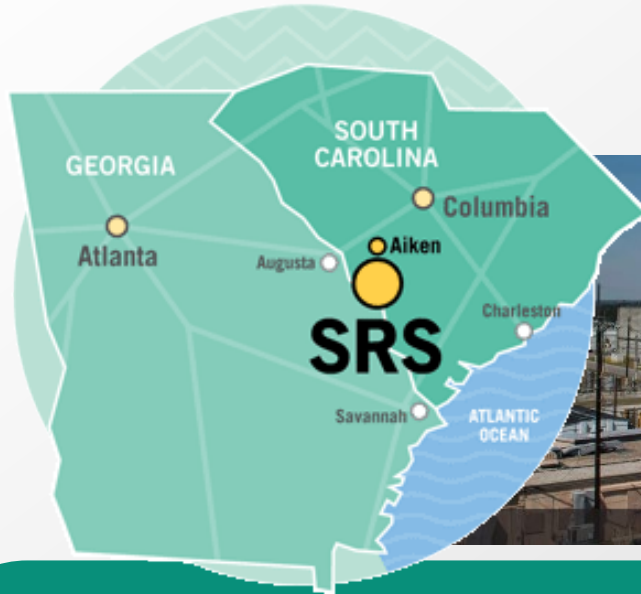 SOUTH
CAROLINA
GEORGIA
Columbia
Atlanta
Aiken
Augusta
SRS
Charleston
Savannah
ATLANTIC
OCEAN